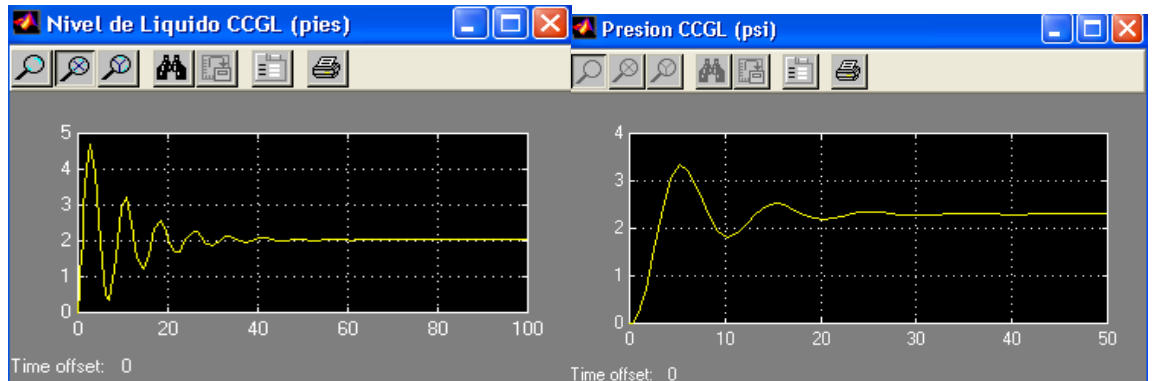 Nivel de Liquido CCGL (pies)
5
4
3
2
1
0
0 20 40 60 80 100
Time offset: 0
Presion CCGL (psi)
4
3
2
1
0
0 10 20 30 40 50
Time offset: 0